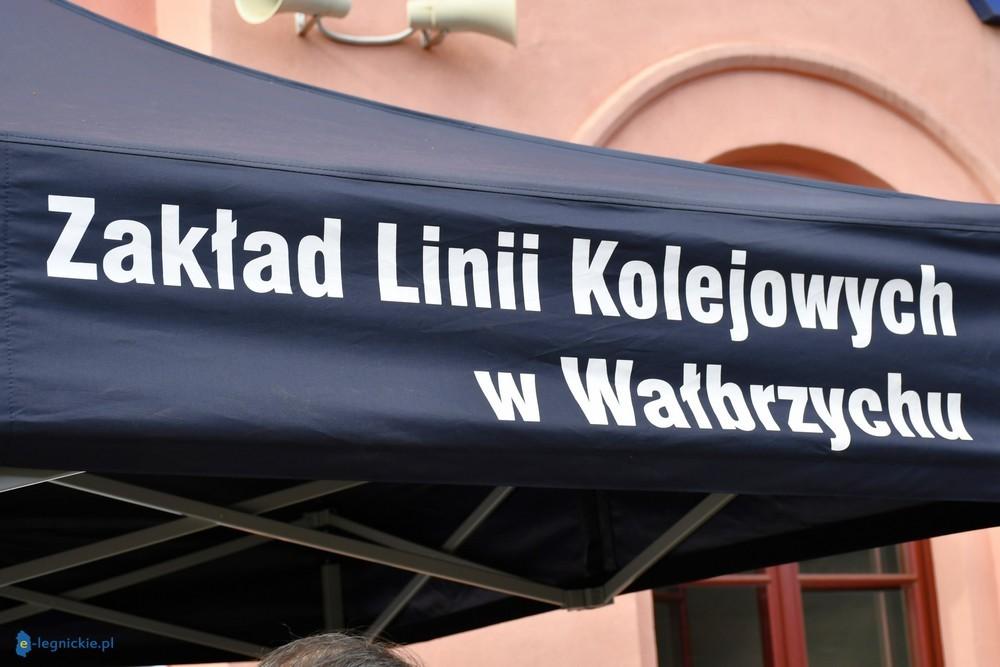 Zakład Linii Kolejowych
w Wałbrzychu
e-legnickie.pl